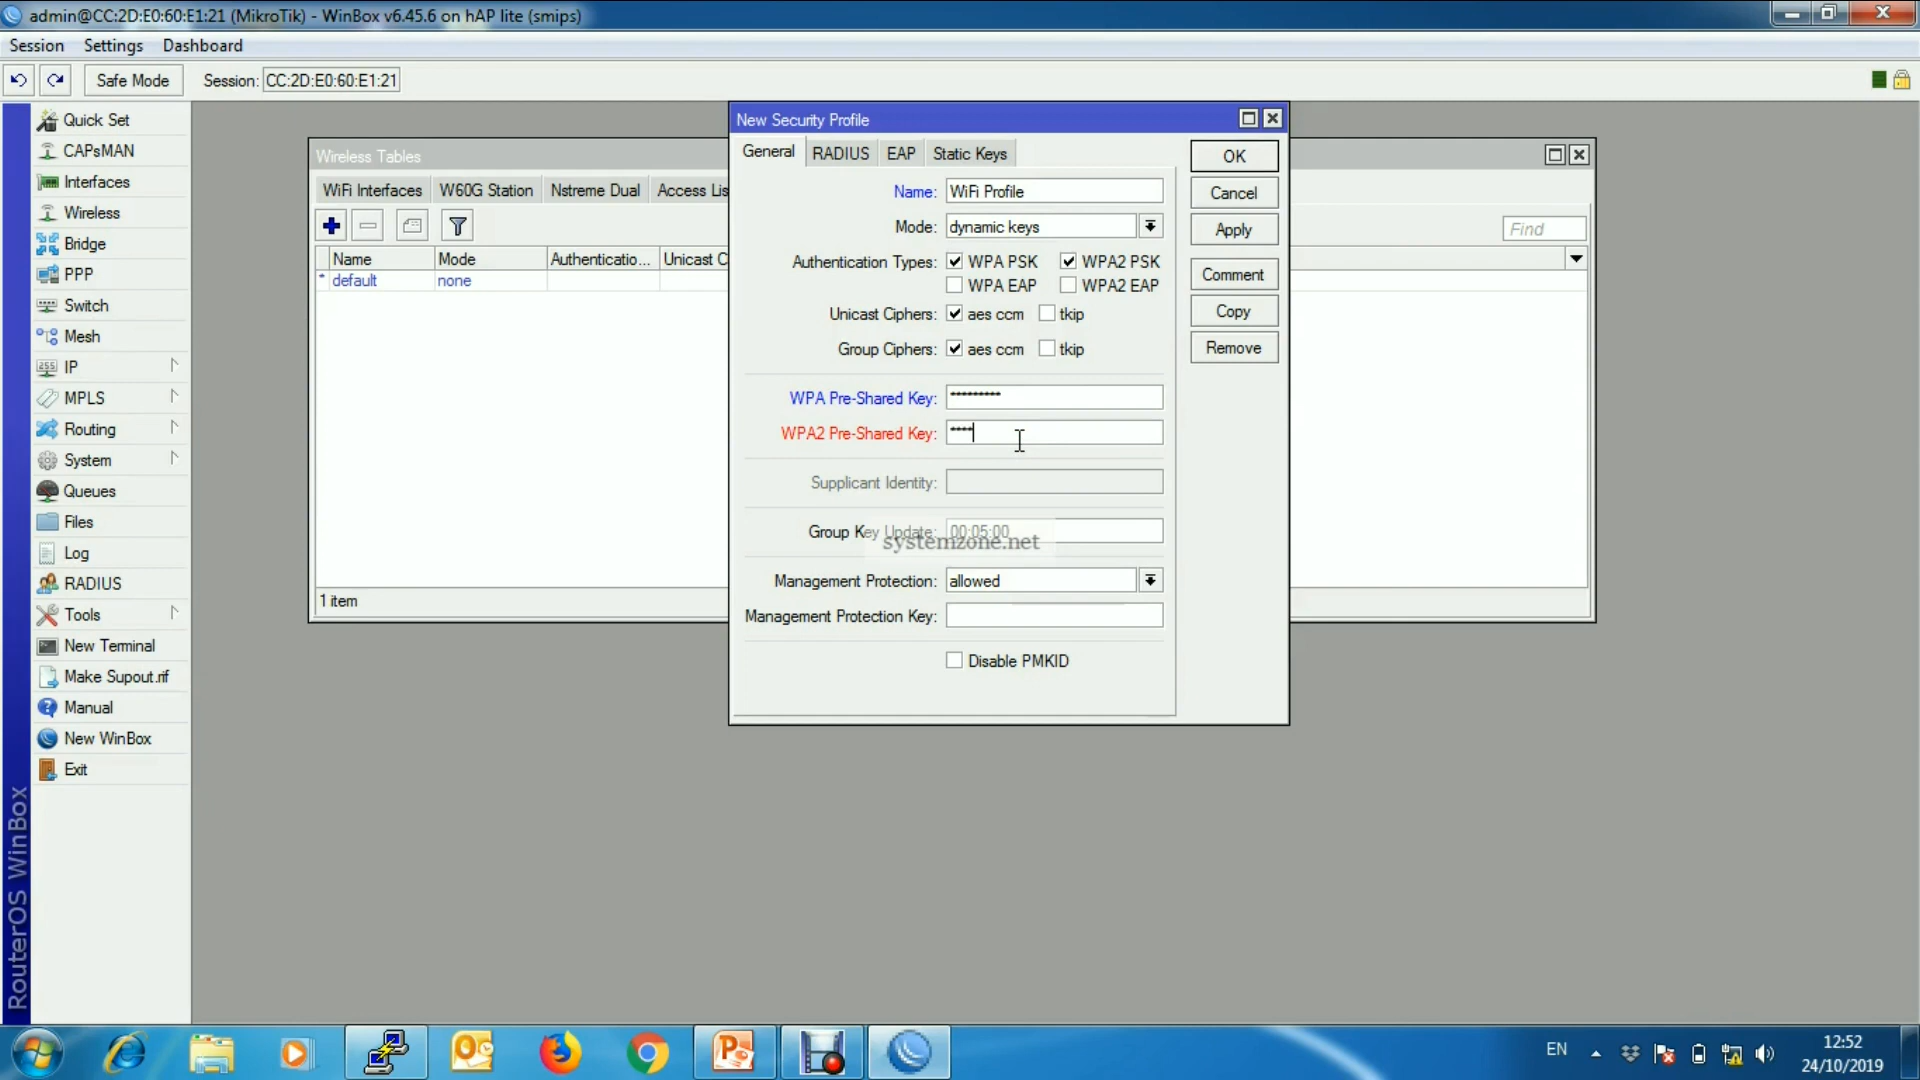 admin@CC:2D:E0:60:E1:21 (MikroTik) - WinBox v6.45.6 on hAP lite (smips)
Session Settings Dashboard
Safe Mode Session: CC:2D:E0:60:E1:21
Quick Set
CAPsMAN
Interfaces
Wireless
Bridge
PPP
Switch
Mesh
IP
MPLS
Routing
System
Queues
Files
Log
RADIUS
Tools
New Terminal
Make Supout.rif
Manual
New WinBox
Exit
RouterOS WinBox
Wireless Tables
WiFi Interfaces W60G Station Nstreme Dual Access Lis
Find
Name Mode Authenticatio... Unicast C
* default none
1 item
New Security Profile
General RADIUS EAP Static Keys
Name: WiFi Profile
Mode: dynamic keys
Authentication Types: WPA PSK WPA2 PSK
WPA EAP WPA2 EAP
Unicast Ciphers: aes ccm tkip
Group Ciphers: aes ccm tkip
WPA Pre-Shared Key: *********
WPA2 Pre-Shared Key: ****
Supplicant Identity:
Group Key Update: 00:05:00
systemzone.net
Management Protection: allowed
Management Protection Key:
Disable PMKID
OK
Cancel
Apply
Comment
Copy
Remove
EN
12:52
24/10/2019